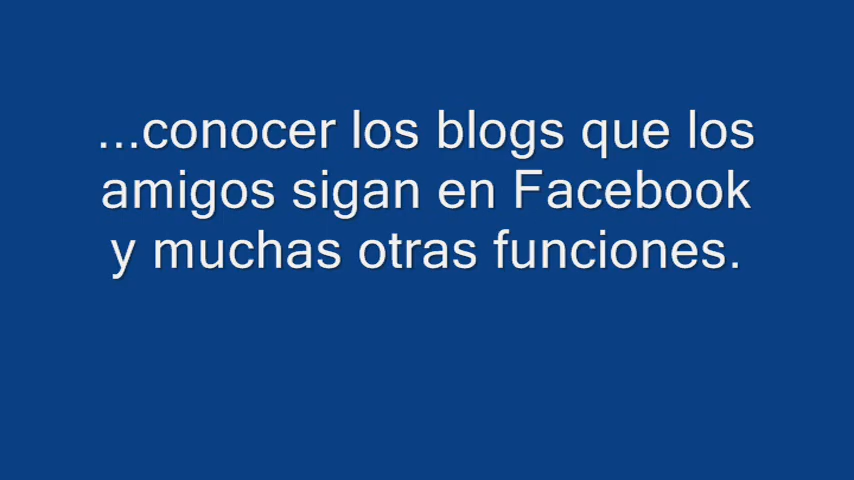 ...conocer los blogs que los
amigos sigan en Facebook
y muchas otras funciones.